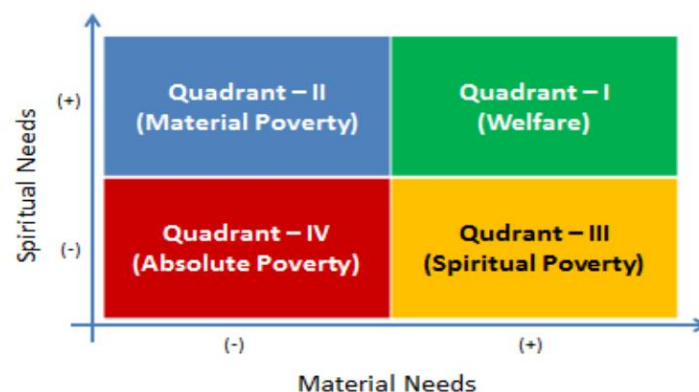 Spiritual Needs
(+)
(-)
Quadrant – II
(Material Poverty)
Quadrant – I
(Welfare)
Quadrant – IV
(Absolute Poverty)
Qudrant – III
(Spiritual Poverty)
(-)
(+)
Material Needs